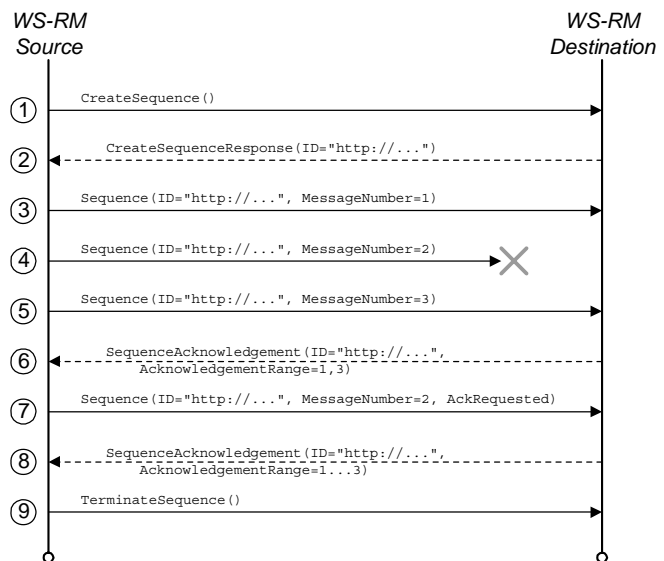 WS-RM
Source
WS-RM
Destination
1
CreateSequence()
2
CreateSequenceResponse(ID="http://...")
3
Sequence(ID="http://...", MessageNumber=1)
4
Sequence(ID="http://...", MessageNumber=2)
5
Sequence(ID="http://...", MessageNumber=3)
6
SequenceAcknowledgement(ID="http://...",
AcknowledgementRange=1,3)
7
Sequence(ID="http://...", MessageNumber=2, AckRequested)
8
SequenceAcknowledgement(ID="http://...",
AcknowledgementRange=1...3)
9
TerminateSequence()